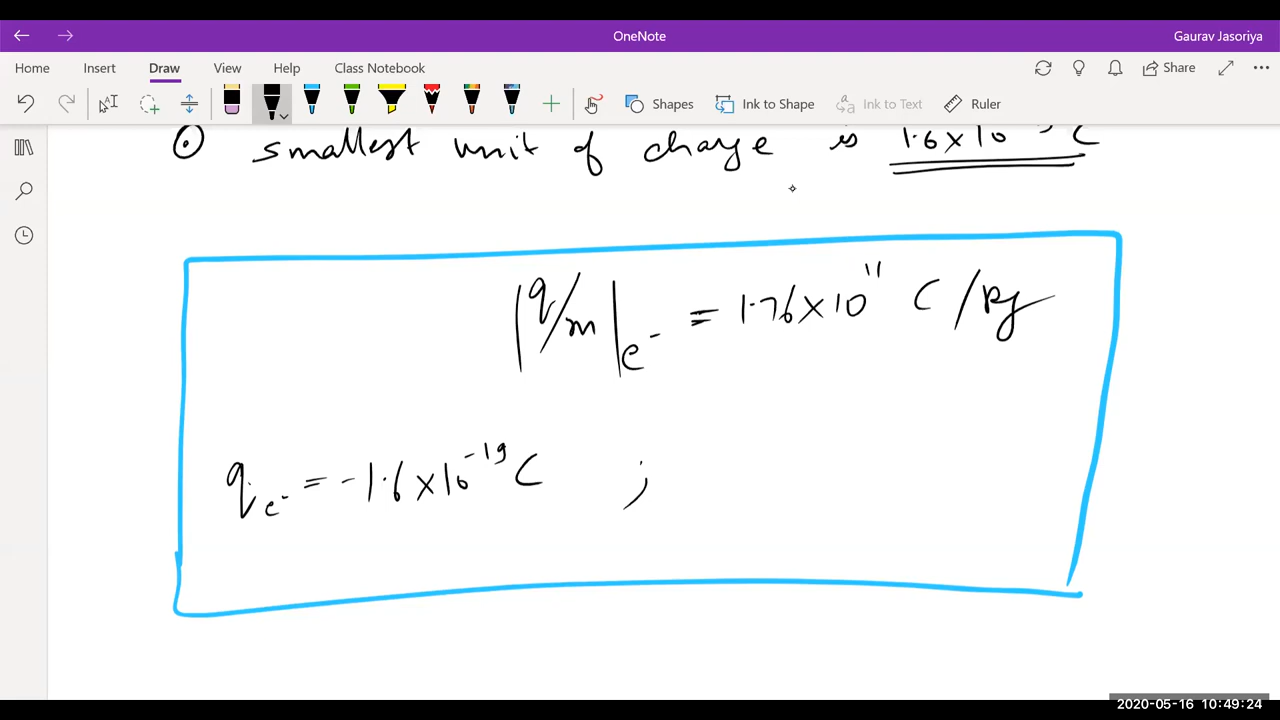 OneNote
Gaurav Jasoriya
Home Insert Draw View Help Class Notebook
Share
Shapes Ink to Shape Ink to Text Ruler
smallest unit of charge is 1.6×10 C
|q/m|e⁻ = 1.76×10¹¹ C/kg
qe⁻ = -1.6×10⁻¹⁹ C ;
2020-05-16 10:49:24